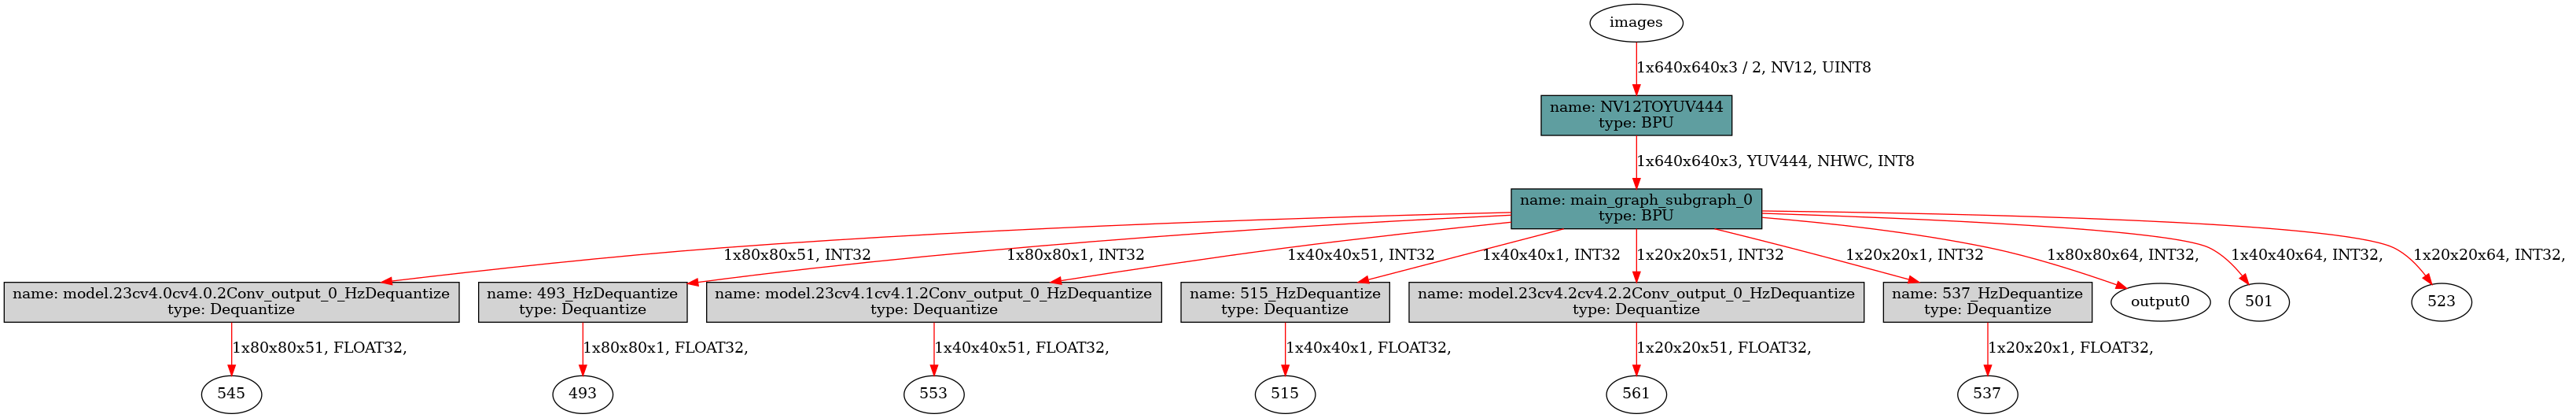 images
1x640x640x3 / 2, NV12, UINT8
name: NV12TOYUV444
type: BPU
1x640x640x3, YUV444, NHWC, INT8
name: main_graph_subgraph_0
type: BPU
1x80x80x51, INT32
1x80x80x1, INT32
1x40x40x51, INT32
1x40x40x1, INT32
1x20x20x51, INT32
1x20x20x1, INT32
1x80x80x64, INT32,
1x40x40x64, INT32,
1x20x20x64, INT32,
name: model.23cv4.0cv4.0.2Conv_output_0_HzDequantize
type: Dequantize
name: 493_HzDequantize
type: Dequantize
name: model.23cv4.1cv4.1.2Conv_output_0_HzDequantize
type: Dequantize
name: 515_HzDequantize
type: Dequantize
name: model.23cv4.2cv4.2.2Conv_output_0_HzDequantize
type: Dequantize
name: 537_HzDequantize
type: Dequantize
output0
501
523
1x80x80x51, FLOAT32,
1x80x80x1, FLOAT32,
1x40x40x51, FLOAT32,
1x40x40x1, FLOAT32,
1x20x20x51, FLOAT32,
1x20x20x1, FLOAT32,
545
493
553
515
561
537